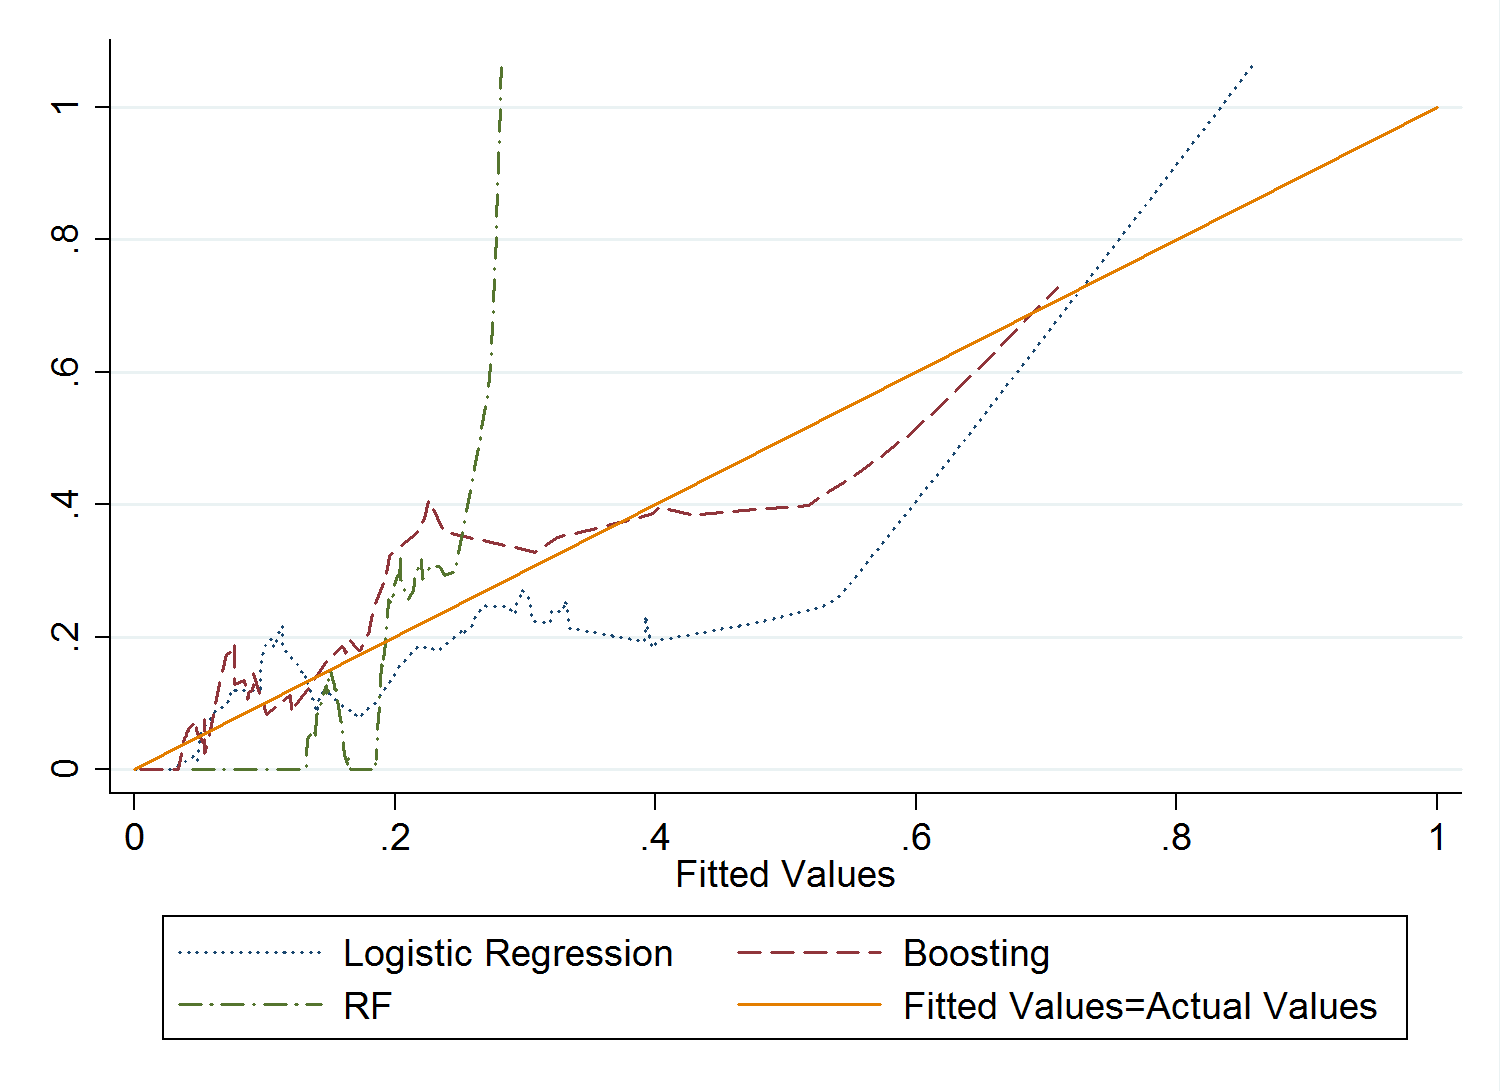 1
.8
.6
.4
.2
0
0 .2 .4 .6 .8 1
Fitted Values
Logistic Regression Boosting
RF Fitted Values=Actual Values